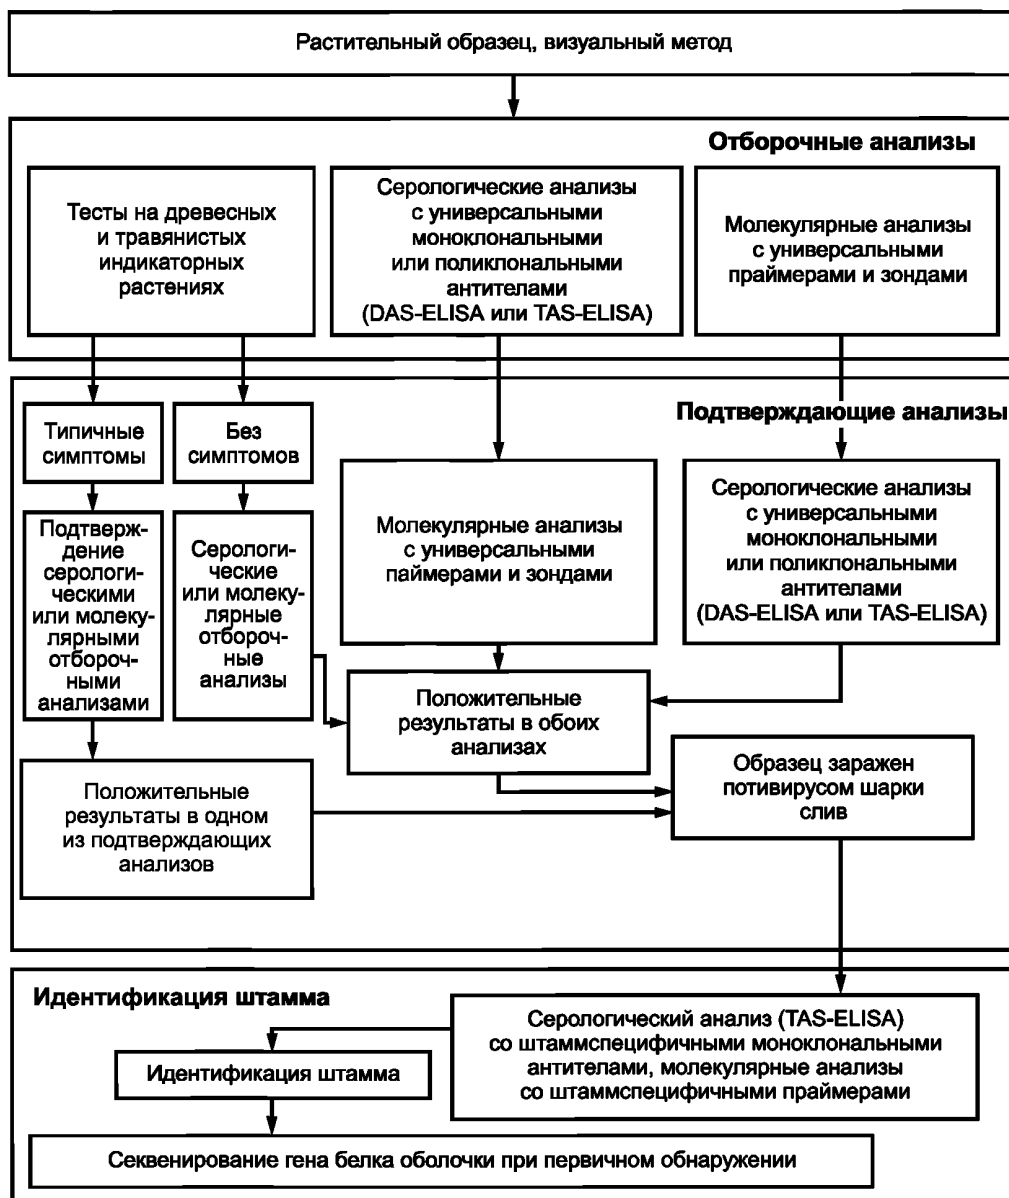 Растительный образец, визуальный метод
Отборочные анализы
Тесты на древесных
и травянистых
индикаторных
растениях
Серологические анализы
с универсальными
моноклональными
или поликлональными
антителами
(DAS-ELISA или TAS-ELISA)
Молекулярные анализы
с универсальными
праймерами и зондами
Подтверждающие анализы
Типичные
симптомы
Без
симптомов
Подтверж-
дение
серологи-
ческими
или молеку-
лярными
отбороч-
ными
анализами
Серологи-
ческие
или молеку-
лярные
отбороч-
ные
анализы
Молекулярные анализы
с универсальными
паймерами и зондами
Серологические анализы
с универсальными
моноклональными
или поликлональными
антителами
(DAS-ELISA или TAS-ELISA)
Положительные
результаты в обоих
анализах
Положительные
результаты в одном
из подтверждающих
анализов
Образец заражен
потивирусом шарки
слив
Идентификация штамма
Серологический анализ (TAS-ELISA)
со штаммспецифичными моноклональными
антителами, молекулярные анализы
со штаммспецифичными праймерами
Идентификация штамма
Секвенирование гена белка оболочки при первичном обнаружении